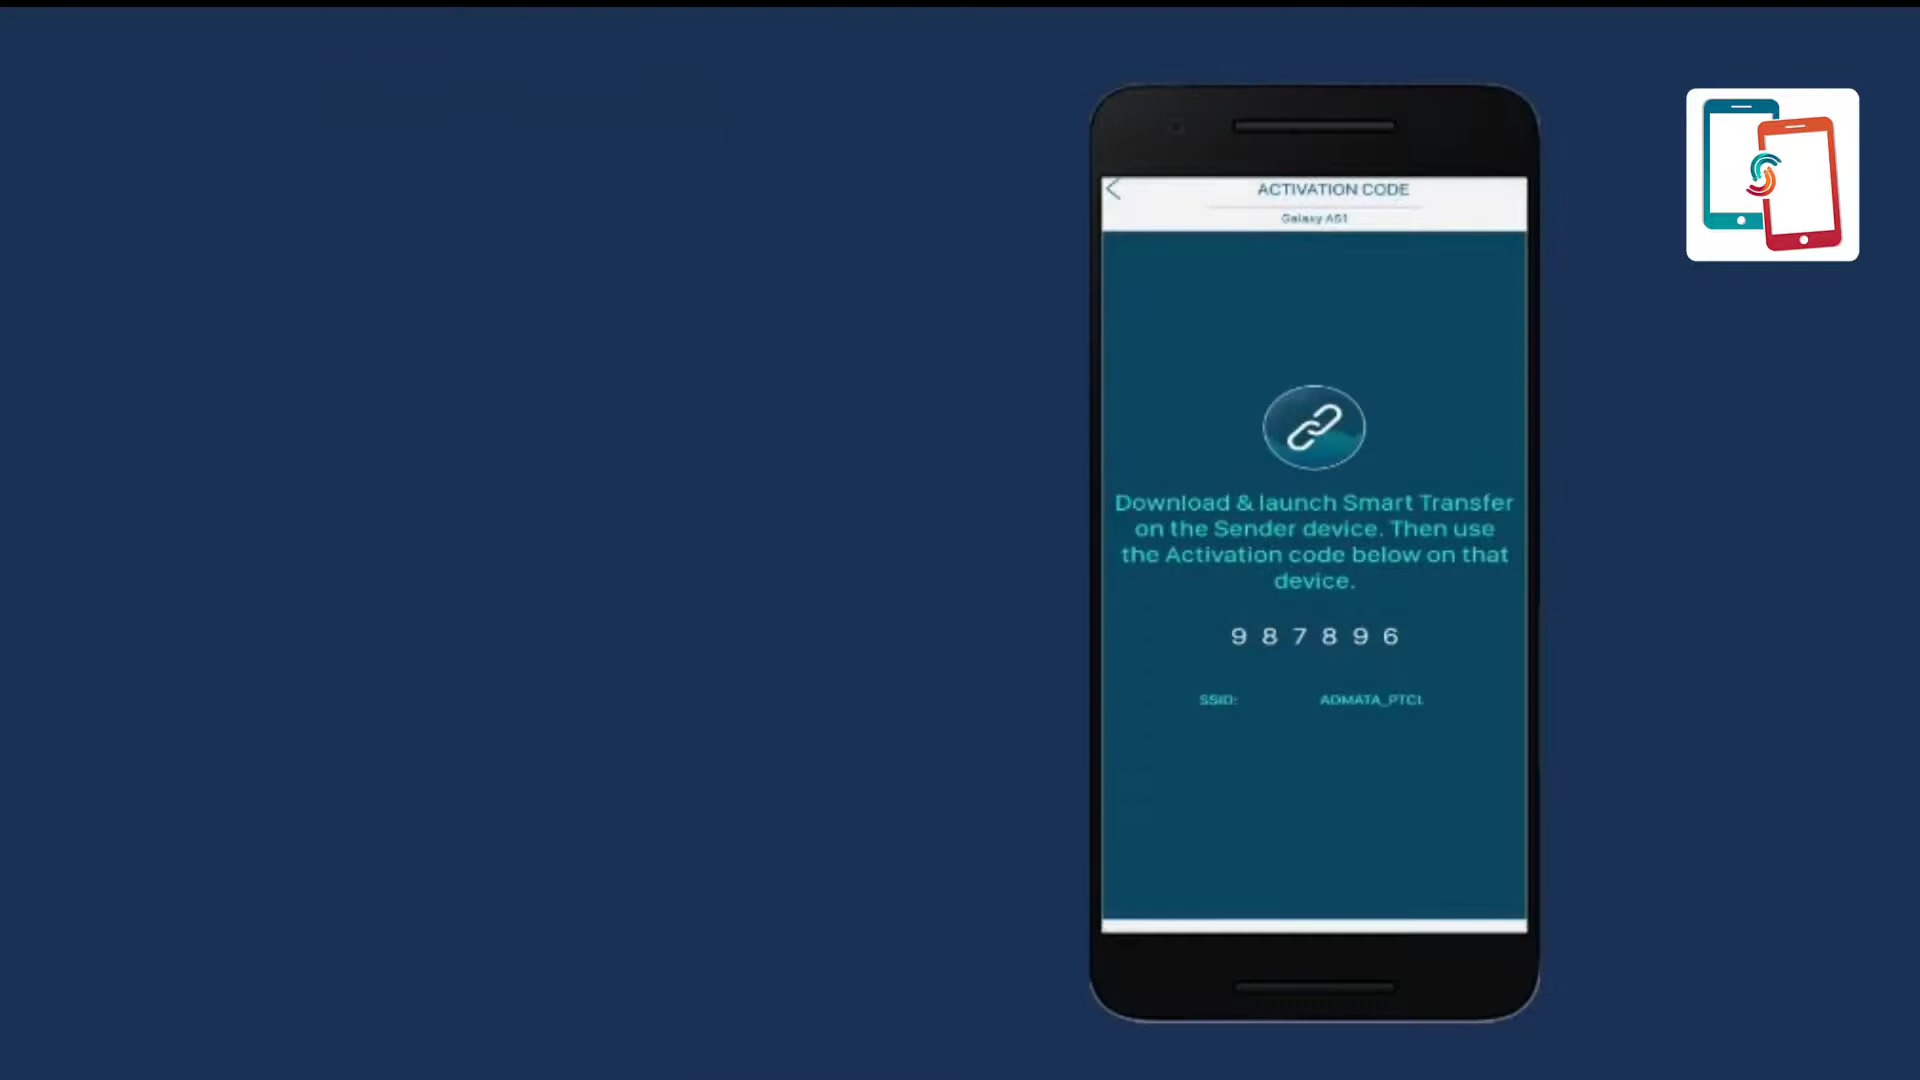 ACTIVATION CODE
Galaxy A51
Download & launch Smart Transfer
on the Sender device. Then use
the Activation code below on that
device.
9 8 7 8 9 6
SSID: ADMATA_PTCL